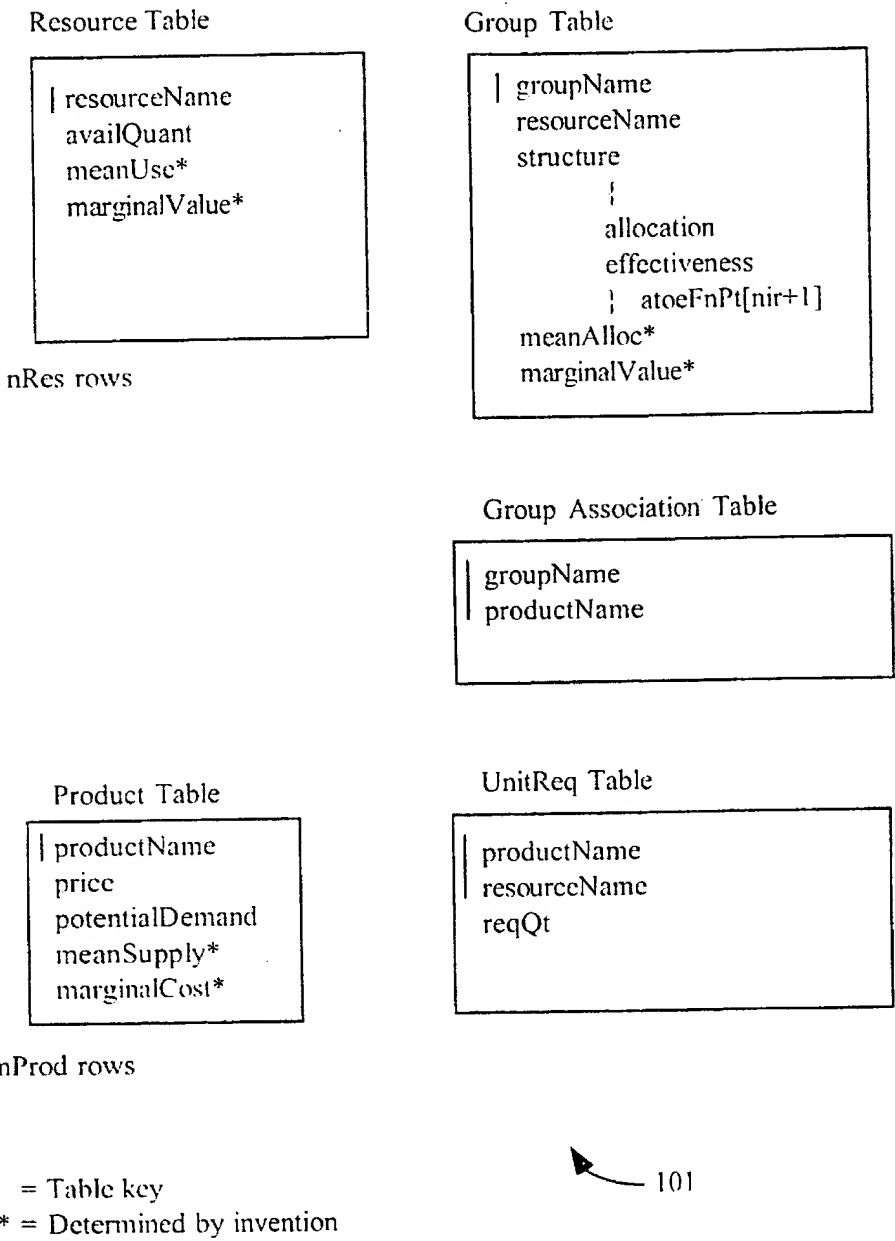 Resource Table
| resourceName
availQuant
meanUse*
marginalValue*
nRes rows
Group Table
| groupName
resourceName
structure
¦
allocation
effectiveness
¦ atoeFnPt[nir+1]
meanAlloc*
marginalValue*
Group Association Table
| groupName
| productName
Product Table
| productName
price
potentialDemand
meanSupply*
marginalCost*
mProd rows
UnitReq Table
| productName
| resourceName
reqQt
101
= Table key
* = Determined by invention